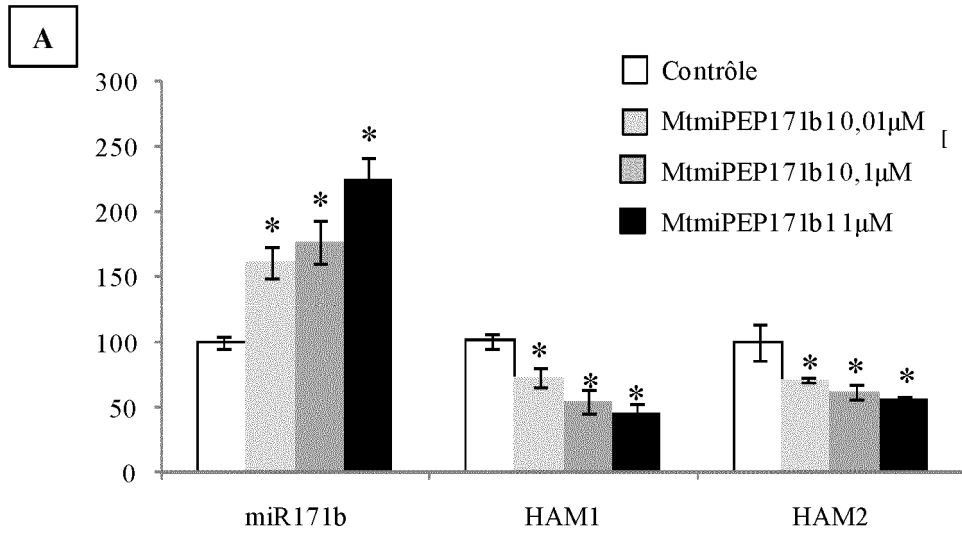 A
300
250
200
150
100
50
0
Contrôle
MtmiPEP171b10,01μM
[
MtmiPEP171b10,1μM
MtmiPEP171b11μM
*
*
*
*
*
*
*
*
*
miR171b
HAM1
HAM2